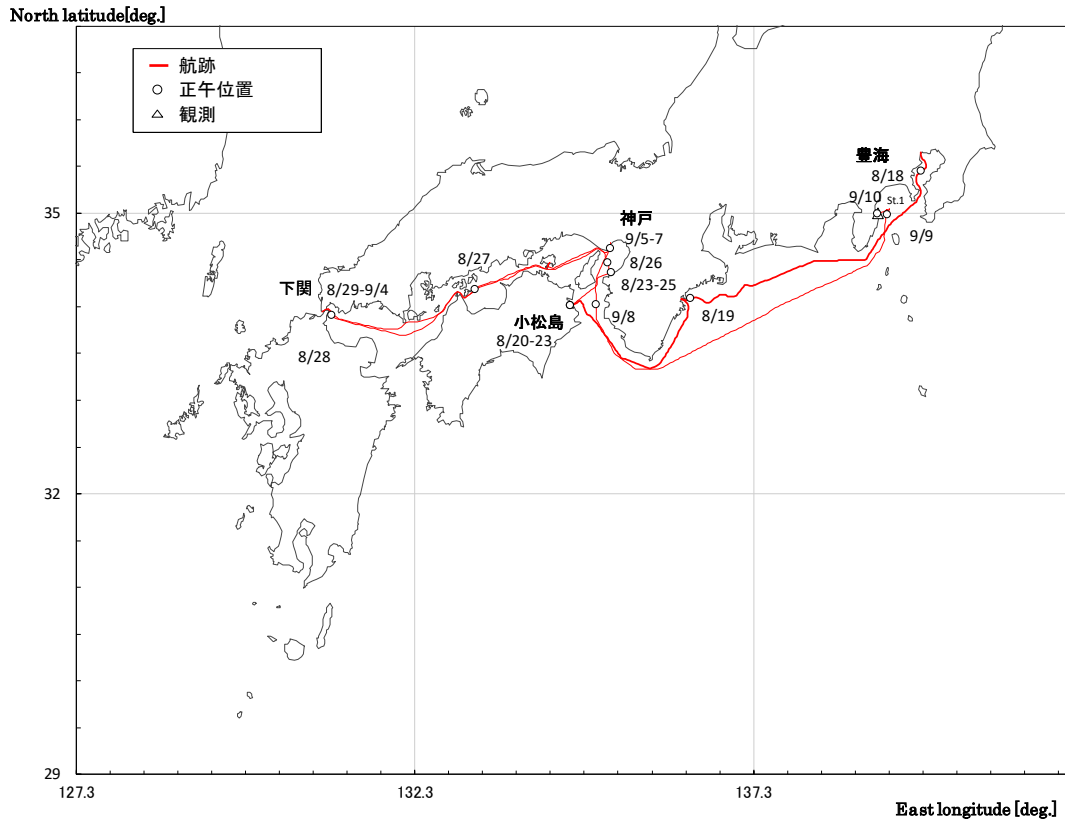 North latitude[deg.]
航跡
正午位置
観測
豊海
8/18
9/10
St.1
9/9
35
神戸
9/5-7
8/26
8/23-25
8/27
下関
8/29-9/4
8/19
9/8
小松島
8/20-23
8/28
32
29
127.3
132.3
137.3
East longitude [deg.]